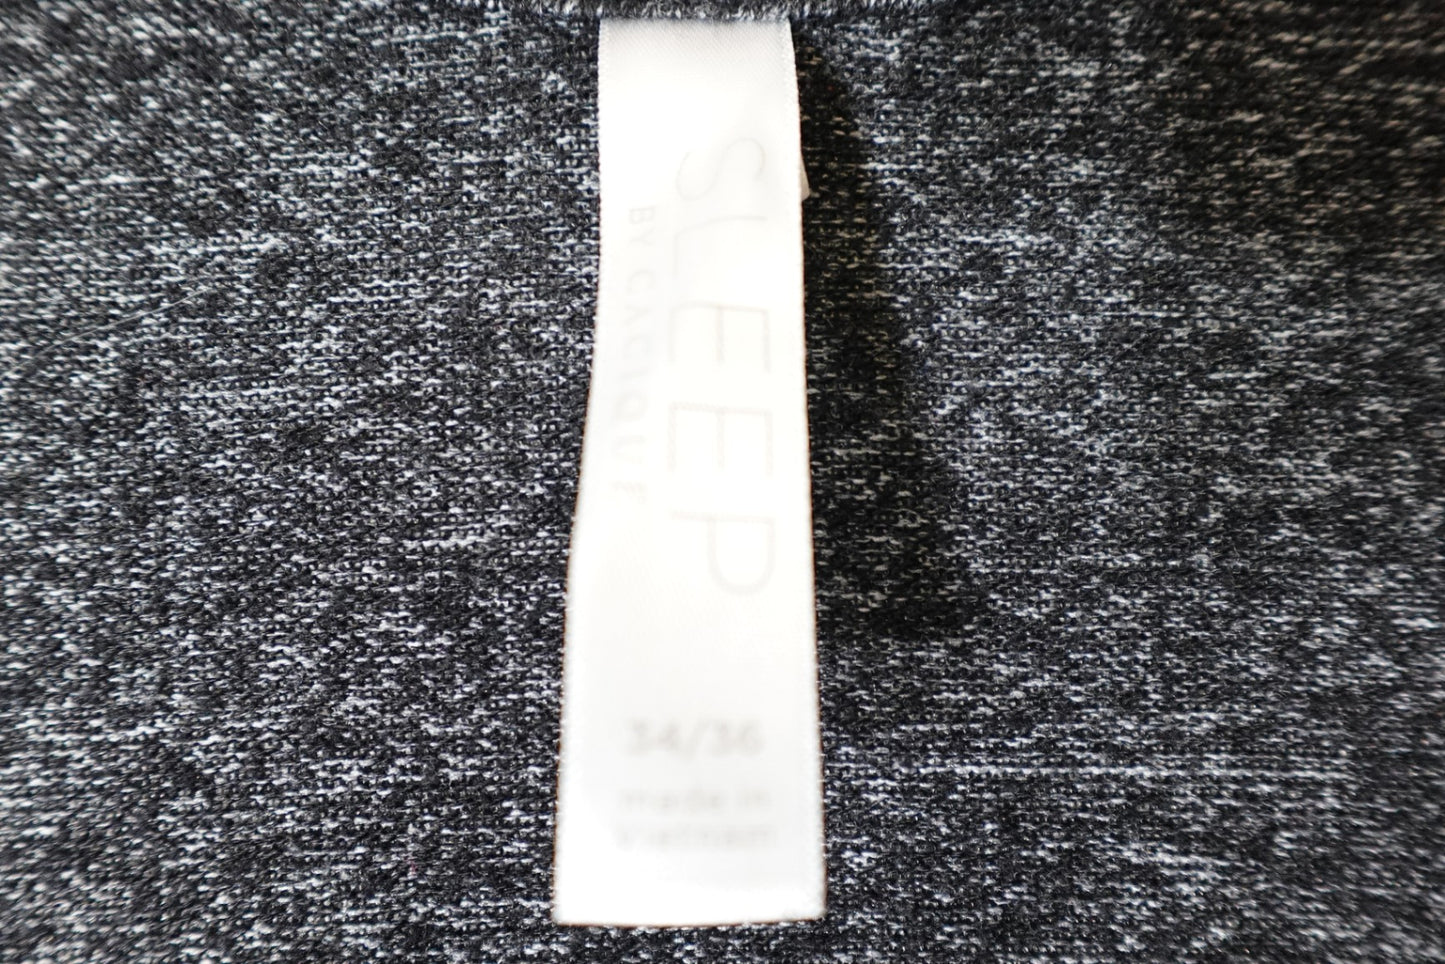 SLEEP
BY CACIQUE
34/36
made in
Vietnam